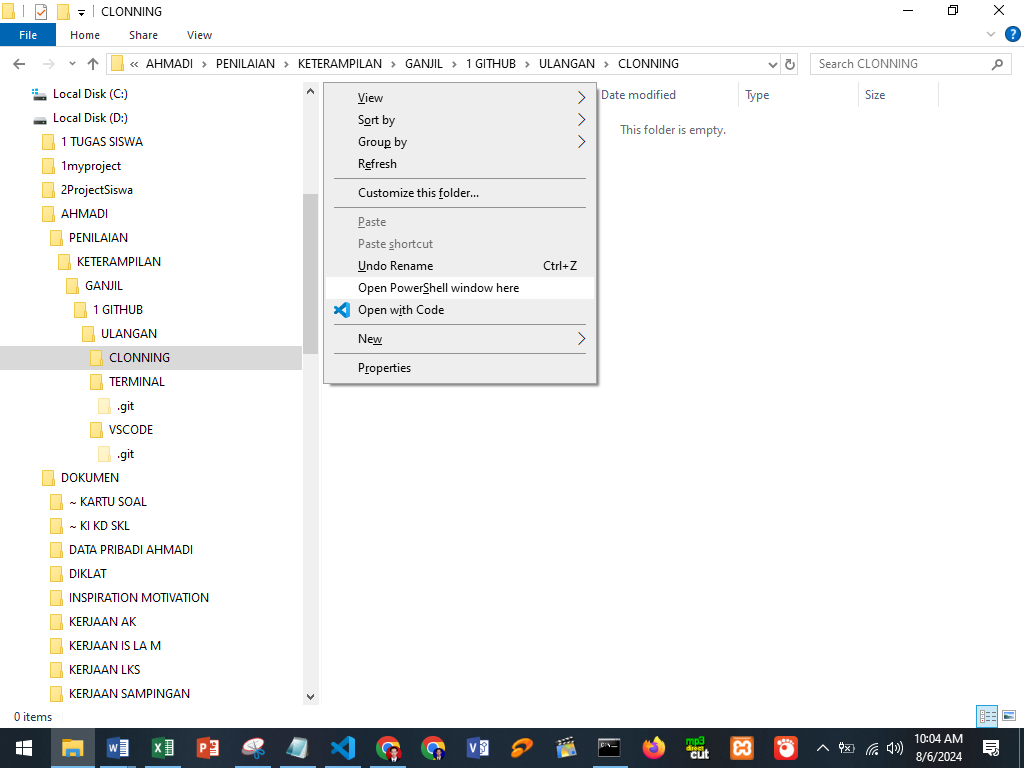 CLONNING
File Home Share View
« AHMADI > PENILAIAN > KETERAMPILAN > GANJIL > 1 GITHUB > ULANGAN > CLONNING
Search CLONNING
Date modified Type Size
This folder is empty.
Local Disk (C:)
Local Disk (D:)
1 TUGAS SISWA
1myproject
2ProjectSiswa
AHMADI
PENILAIAN
KETERAMPILAN
GANJIL
1 GITHUB
ULANGAN
CLONNING
TERMINAL
.git
VSCODE
.git
DOKUMEN
~ KARTU SOAL
~ KI KD SKL
DATA PRIBADI AHMADI
DIKLAT
INSPIRATION MOTIVATION
KERJAAN AK
KERJAAN IS LA M
KERJAAN LKS
KERJAAN SAMPINGAN
View
Sort by
Group by
Refresh
Customize this folder...
Paste
Paste shortcut
Undo Rename Ctrl+Z
Open PowerShell window here
Open with Code
New
Properties
0 items
mp3
direct
cut
10:04 AM
8/6/2024